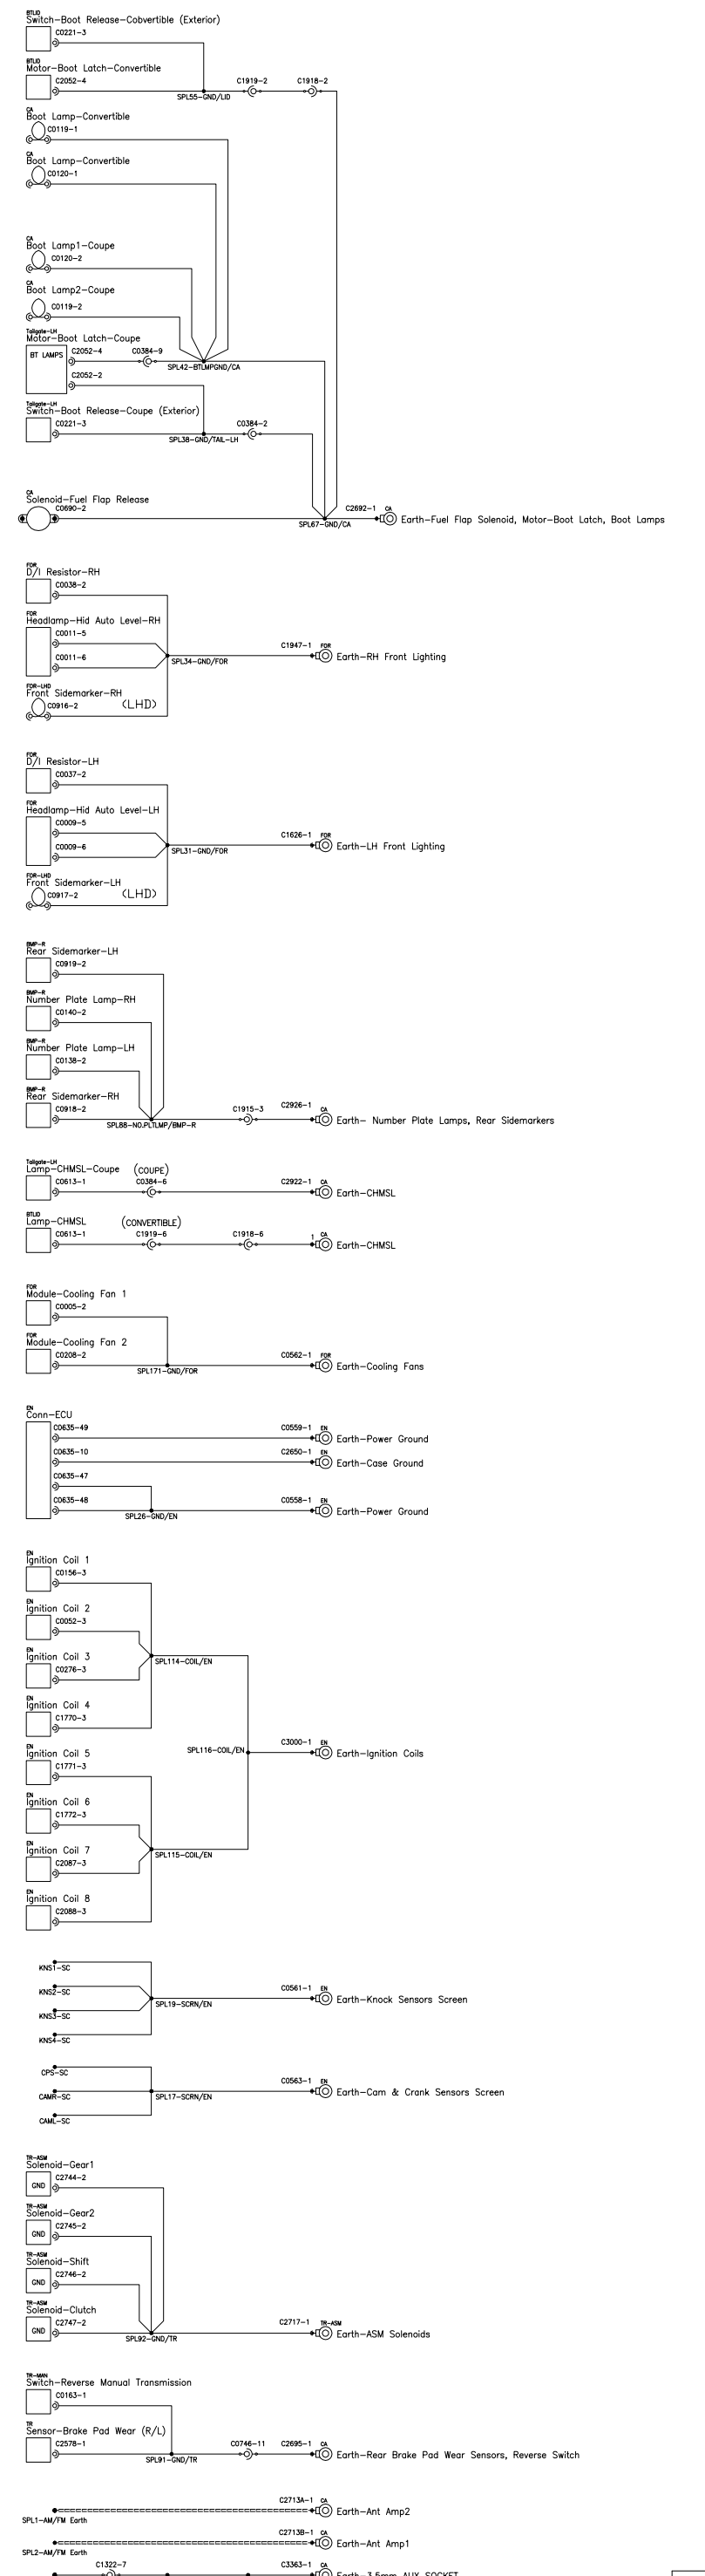 BTLID
Switch-Boot Release-Cobvertible (Exterior)
C0221-3
BTLID
Motor-Boot Latch-Convertible
C2052-4
C1919-2
C1918-2
SPL55-GND/LID
CA
Boot Lamp-Convertible
C0119-1
CA
Boot Lamp-Convertible
C0120-1
CA
Boot Lamp1-Coupe
C0120-2
CA
Boot Lamp2-Coupe
C0119-2
Tailgate-LH
Motor-Boot Latch-Coupe
BT LAMPS
C2052-4
C0384-9
SPL42-BTLMPGND/CA
C2052-2
Tailgate-LH
Switch-Boot Release-Coupe (Exterior)
C0221-3
C0384-2
SPL38-GND/TAIL-LH
CA
Solenoid-Fuel Flap Release
C0690-2
C2692-1 CA
SPL67-GND/CA
Earth-Fuel Flap Solenoid, Motor-Boot Latch, Boot Lamps
FOR
D/I Resistor-RH
C0038-2
FOR
Headlamp-Hid Auto Level-RH
C0011-5
C0011-6
SPL34-GND/FOR
C1947-1 FOR
Earth-RH Front Lighting
FOR-LHD
Front Sidemarker-RH
C0916-2
(LHD)
FOR
D/I Resistor-LH
C0037-2
FOR
Headlamp-Hid Auto Level-LH
C0009-5
C0009-6
SPL31-GND/FOR
C1626-1 FOR
Earth-LH Front Lighting
FOR-LHD
Front Sidemarker-LH
C0917-2
(LHD)
BMP-R
Rear Sidemarker-LH
C0919-2
BMP-R
Number Plate Lamp-RH
C0140-2
BMP-R
Number Plate Lamp-LH
C0138-2
BMP-R
Rear Sidemarker-RH
C0918-2
SPL88-NO.PLTLMP/BMP-R
C1915-3
C2926-1 CA
Earth- Number Plate Lamps, Rear Sidemarkers
Tailgate-LH
Lamp-CHMSL-Coupe (COUPE)
C0613-1
C0384-6
C2922-1 CA
Earth-CHMSL
BTLID
Lamp-CHMSL (CONVERTIBLE)
C0613-1
C1919-6
C1918-6
1 CA
Earth-CHMSL
FOR
Module-Cooling Fan 1
C0005-2
FOR
Module-Cooling Fan 2
C0208-2
SPL171-GND/FOR
C0562-1 FOR
Earth-Cooling Fans
EN
Conn-ECU
C0635-49
C0559-1 EN
Earth-Power Ground
C0635-10
C2650-1 EN
Earth-Case Ground
C0635-47
C0635-48
SPL26-GND/EN
C0558-1 EN
Earth-Power Ground
EN
Ignition Coil 1
C0156-3
EN
Ignition Coil 2
C0052-3
EN
Ignition Coil 3
C0276-3
SPL114-COIL/EN
EN
Ignition Coil 4
C1770-3
EN
Ignition Coil 5
C1771-3
SPL116-COIL/EN
C3000-1 EN
Earth-Ignition Coils
EN
Ignition Coil 6
C1772-3
EN
Ignition Coil 7
C2087-3
SPL115-COIL/EN
EN
Ignition Coil 8
C2088-3
KNS1-SC
KNS2-SC
KNS3-SC
KNS4-SC
SPL19-SCRN/EN
C0561-1 EN
Earth-Knock Sensors Screen
CPS-SC
CAMR-SC
CAML-SC
SPL17-SCRN/EN
C0563-1 EN
Earth-Cam & Crank Sensors Screen
TR-ASM
Solenoid-Gear1
GND
C2744-2
TR-ASM
Solenoid-Gear2
GND
C2745-2
TR-ASM
Solenoid-Shift
GND
C2746-2
TR-ASM
Solenoid-Clutch
GND
C2747-2
SPL92-GND/TR
C2717-1 TR-ASM
Earth-ASM Solenoids
TR-MAN
Switch-Reverse Manual Transmission
C0163-1
TR
Sensor-Brake Pad Wear (R/L)
C2578-1
SPL91-GND/TR
C0746-11
C2695-1 CA
Earth-Rear Brake Pad Wear Sensors, Reverse Switch
C2713A-1 CA
SPL1-AM/FM Earth
Earth-Ant Amp2
C2713B-1 CA
SPL2-AM/FM Earth
Earth-Ant Amp1
C1322-7
C3363-1 CA
Earth-3.5mm AUX SOCKET